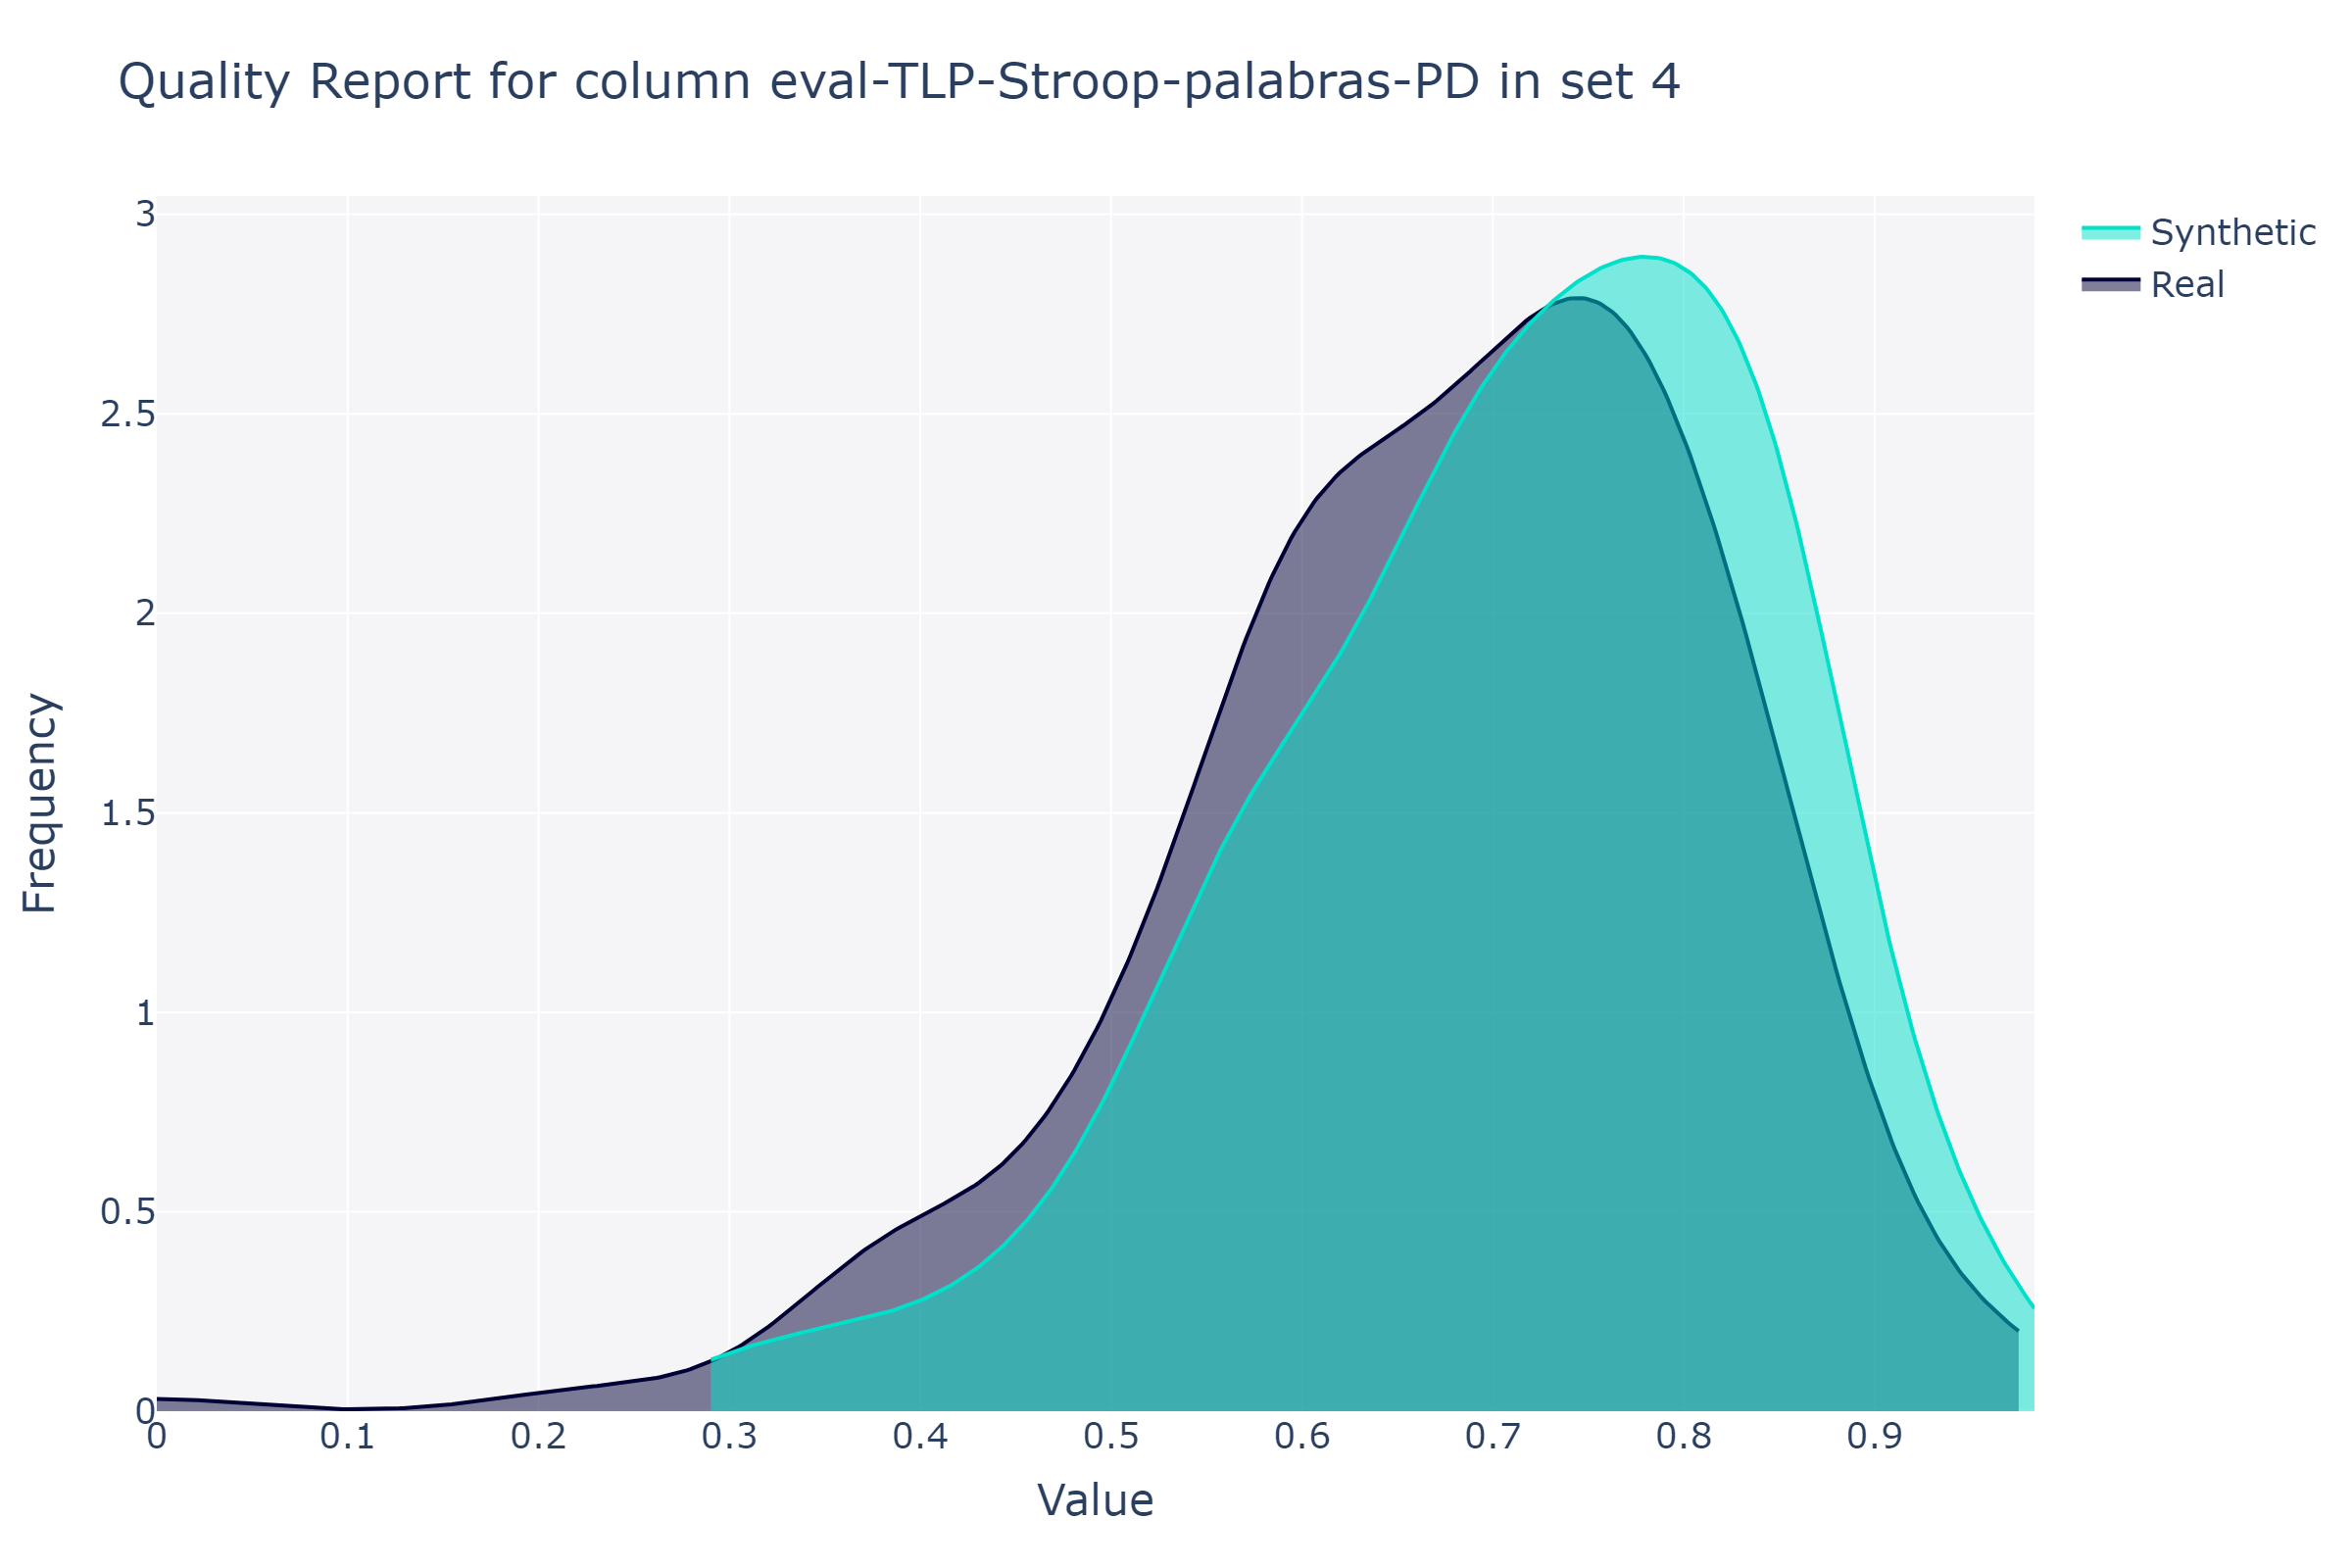 Quality Report for column eval-TLP-Stroop-palabras-PD in set 4
Synthetic
Real
Frequency
3
2.5
2
1.5
1
0.5
0
0 0.1 0.2 0.3 0.4 0.5 0.6 0.7 0.8 0.9
Value